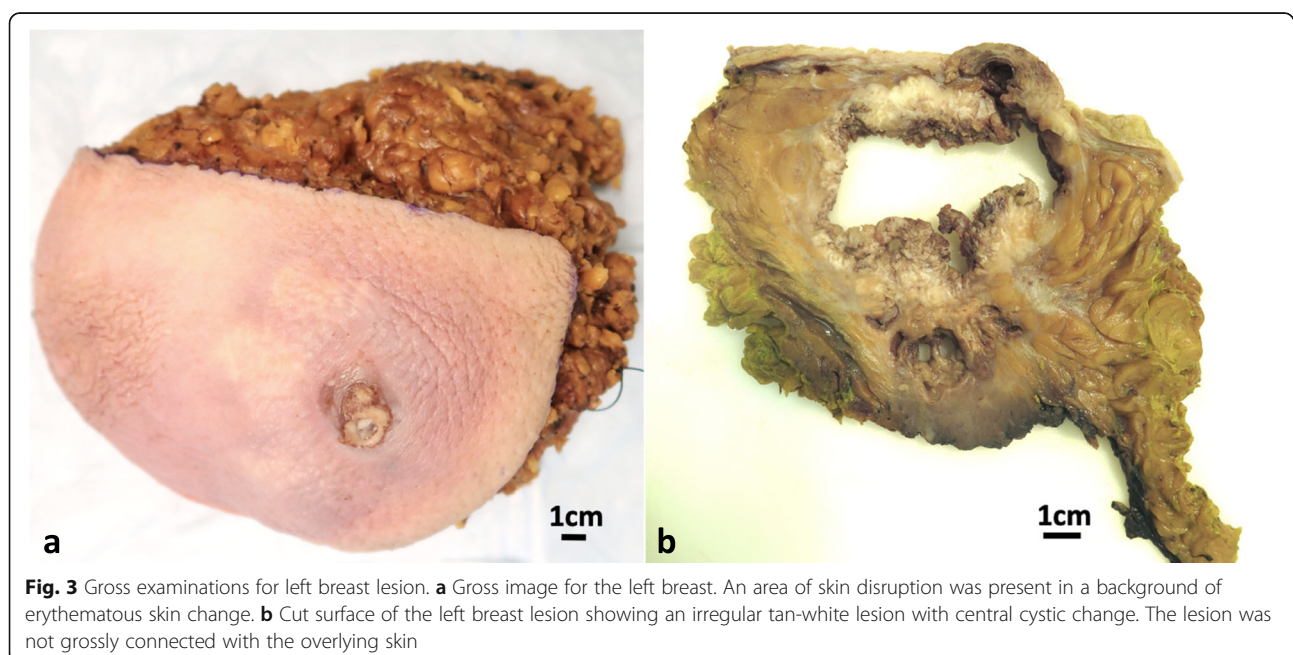 a
1cm
b
1cm
Fig. 3 Gross examinations for left breast lesion. a Gross image for the left breast. An area of skin disruption was present in a background of
erythematous skin change. b Cut surface of the left breast lesion showing an irregular tan-white lesion with central cystic change. The lesion was
not grossly connected with the overlying skin